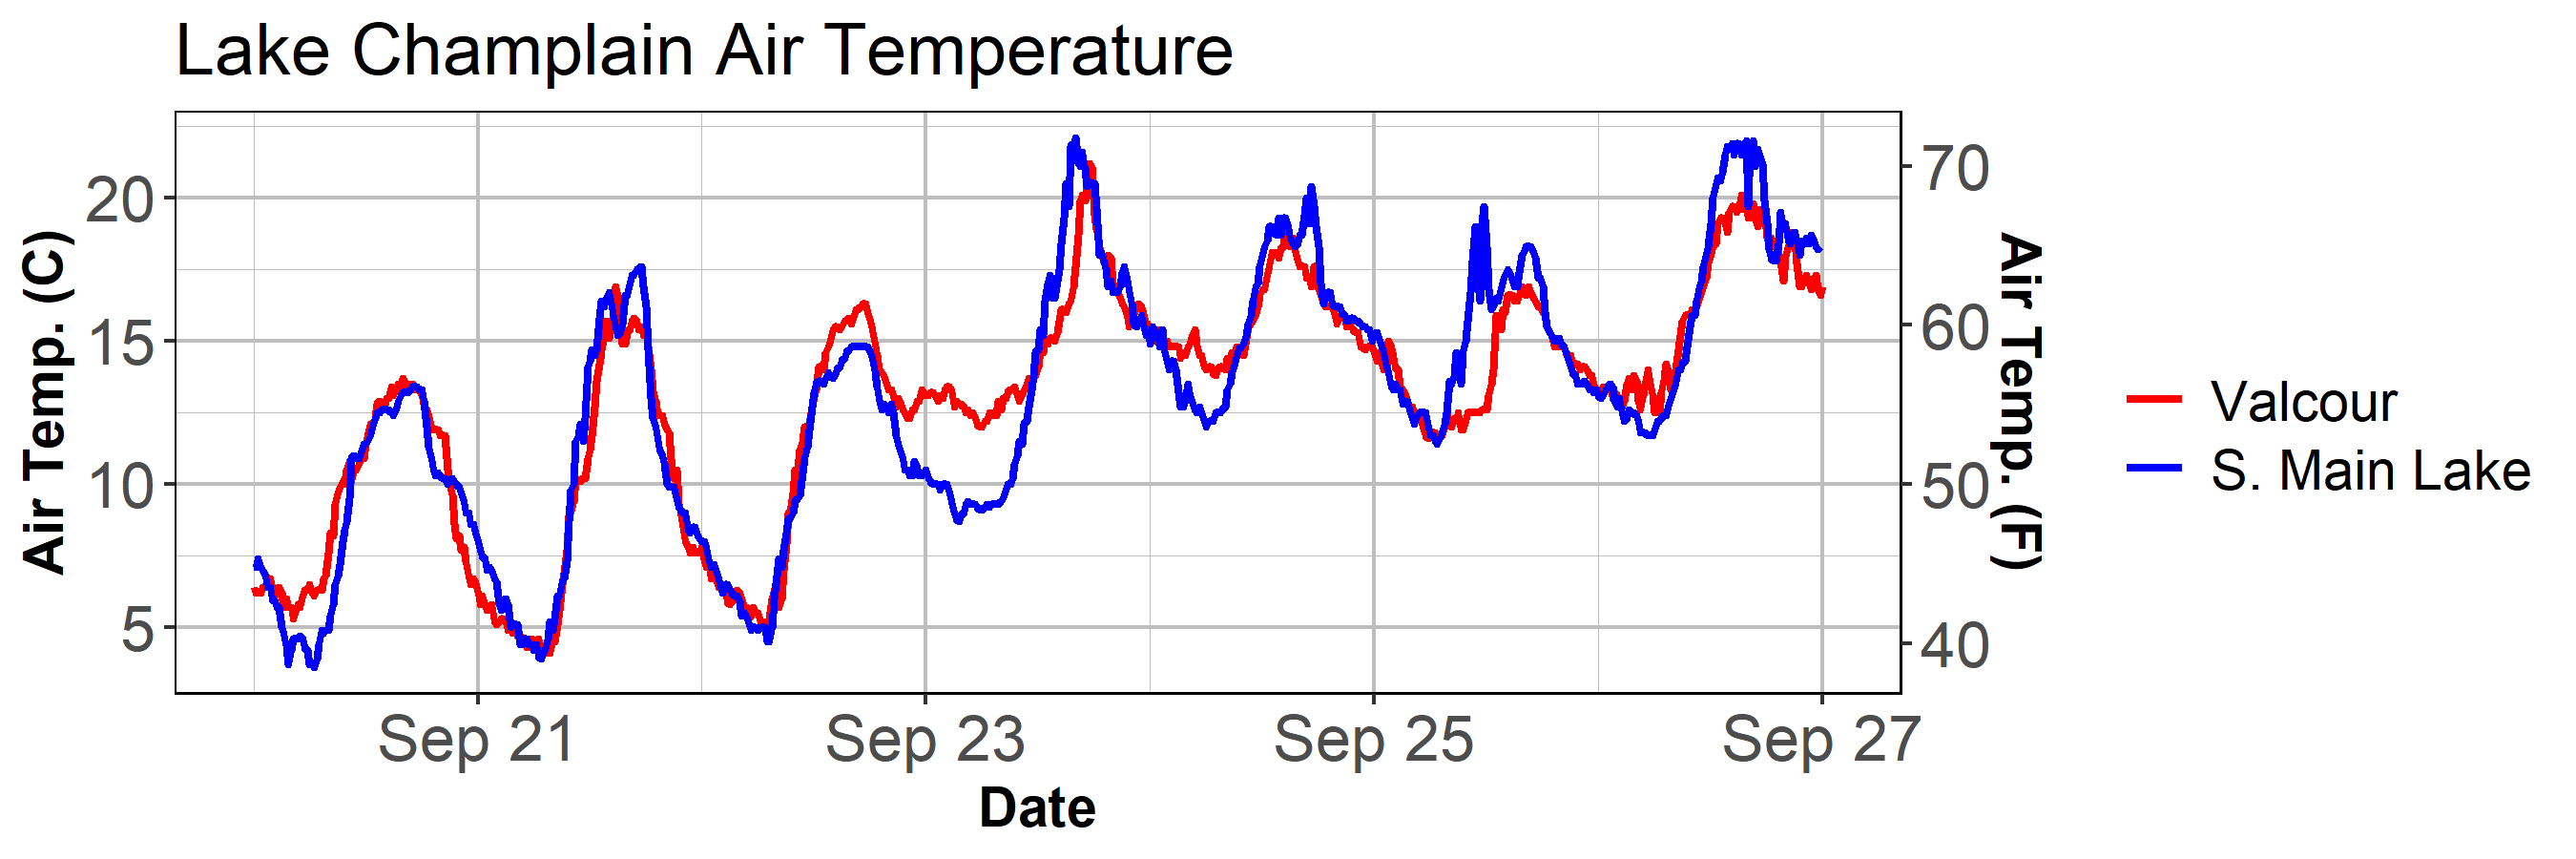 Lake Champlain Air Temperature
Air Temp. (C)
20
15
10
5
70
60
50
40
Air Temp. (F)
Sep 21
Sep 23
Sep 25
Sep 27
Date
Valcour
S. Main Lake